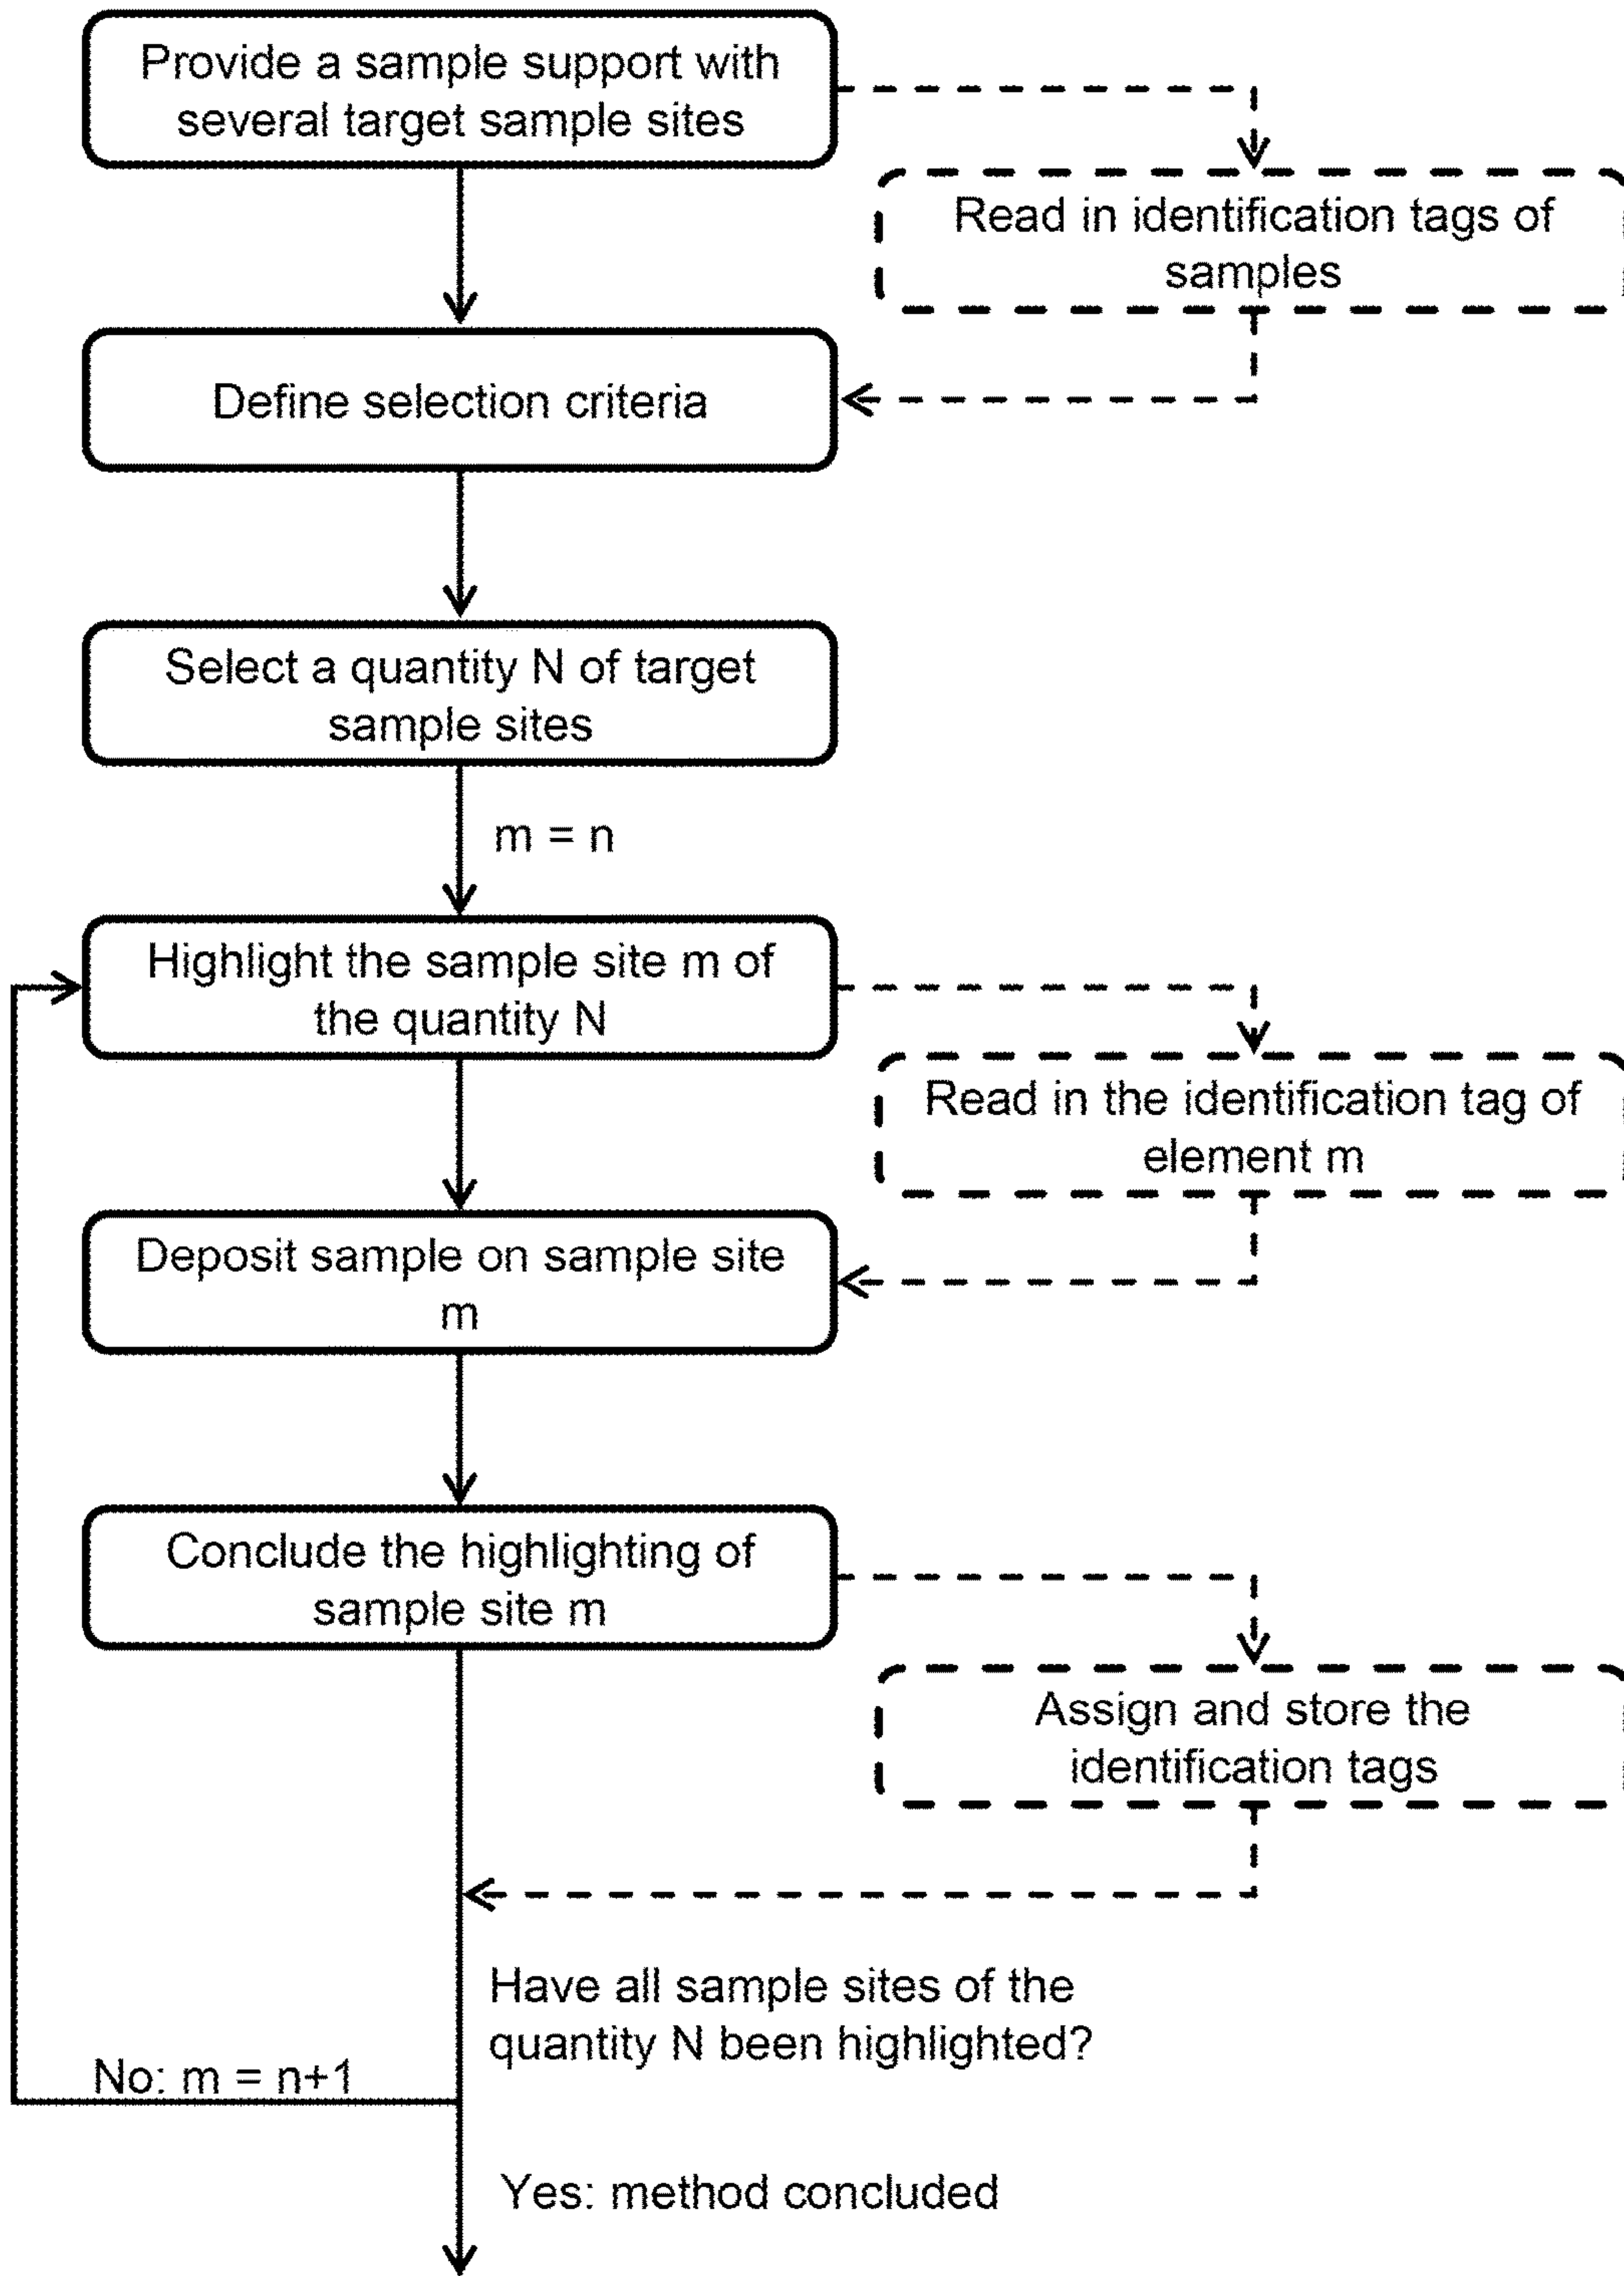 Provide a sample support with
several target sample sites
Read in identification tags of
samples
Define selection criteria
Select a quantity N of target
sample sites
m = n
Highlight the sample site m of
the quantity N
Read in the identification tag of
element m
Deposit sample on sample site
m
Conclude the highlighting of
sample site m
Assign and store the
identification tags
Have all sample sites of the
quantity N been highlighted?
No: m = n+1
Yes: method concluded